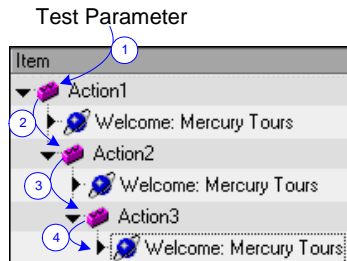 Test Parameter
1
Item
Action1
2
Welcome: Mercury Tours
Action2
3
Welcome: Mercury Tours
Action3
4
Welcome: Mercury Tours